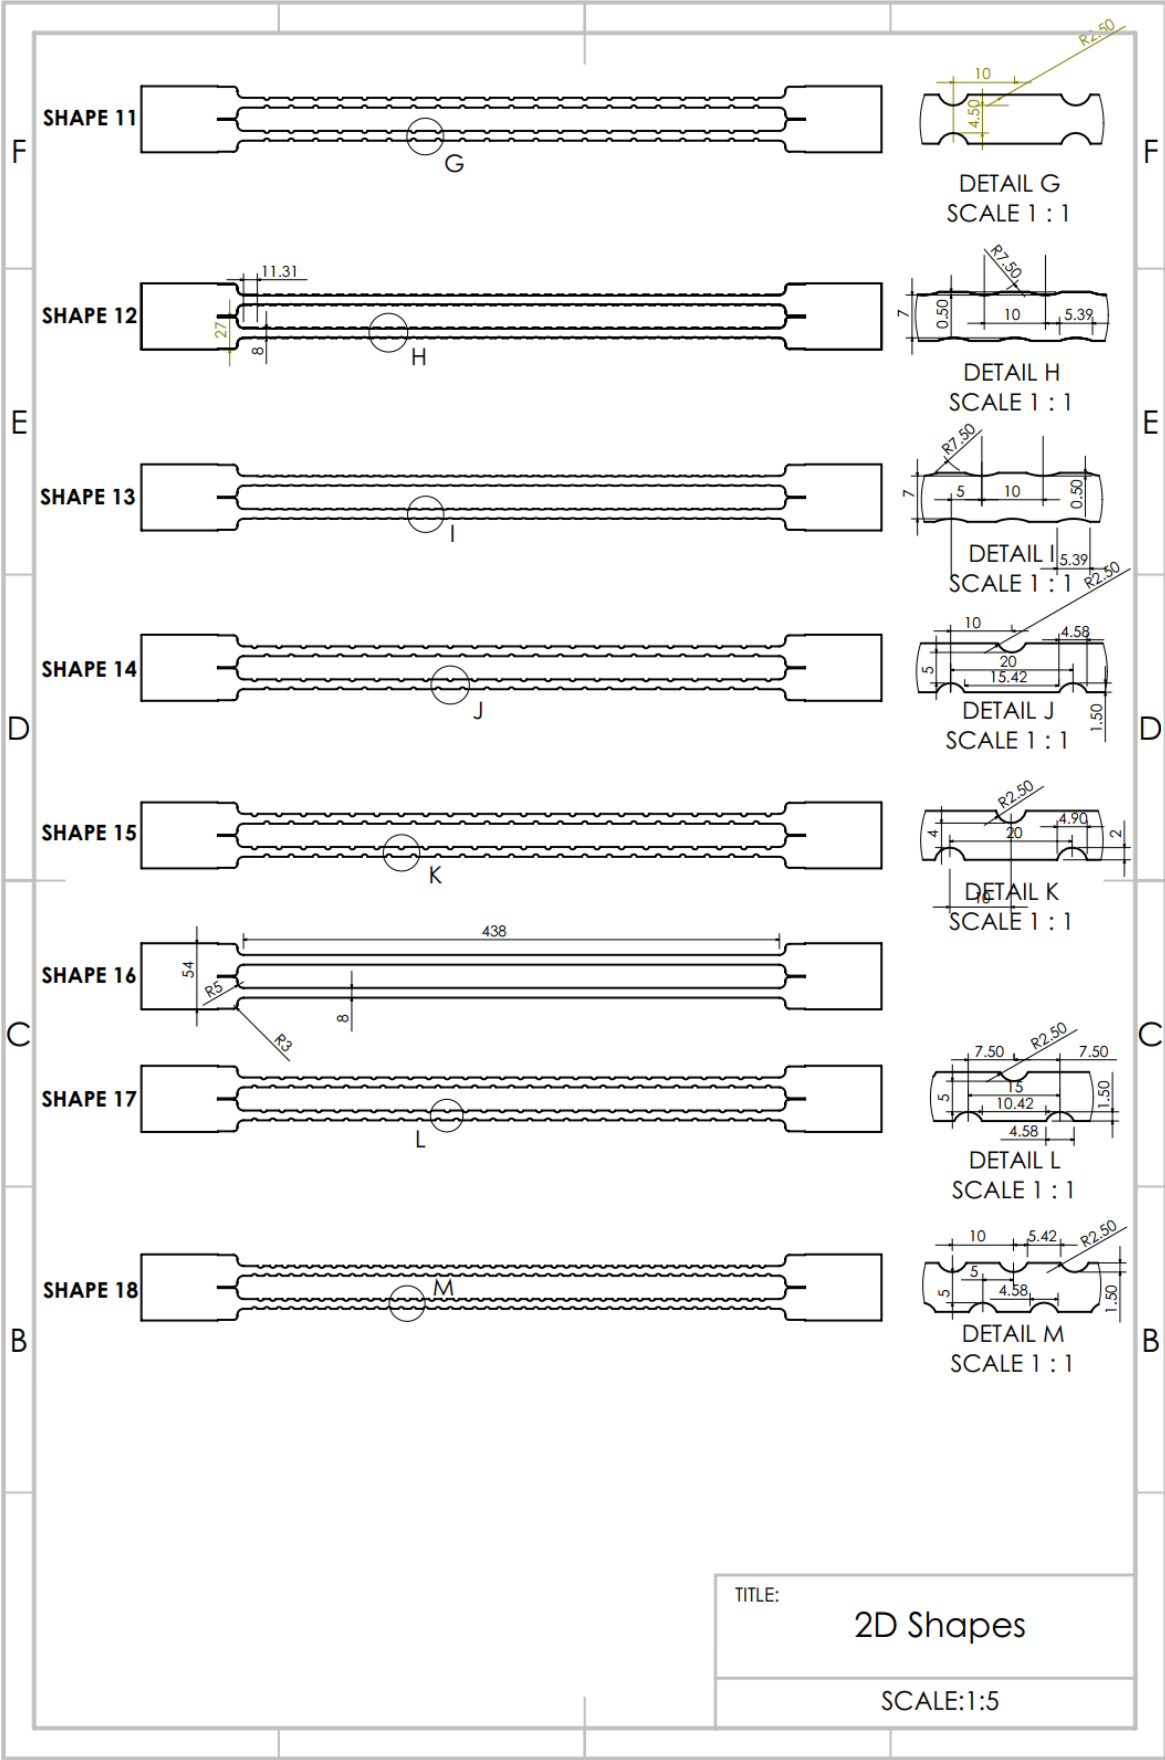 R2.50
10
4.50
SHAPE 11
F
F
G
DETAIL G
SCALE 1 : 1
11.31
R7.50
SHAPE 12
27
8
H
7
0.50
10
5.39
DETAIL H
SCALE 1 : 1
E
E
R7.50
SHAPE 13
I
7
5
10
0.50
DETAIL I
5.39
SCALE 1 : 1
R2.50
10
4.58
SHAPE 14
J
5
20
15.42
1.50
DETAIL J
SCALE 1 : 1
D
D
R2.50
4.90
SHAPE 15
K
4
20
2
DETAIL K
10
SCALE 1 : 1
438
54
SHAPE 16
R5
8
R3
C
C
R2.50
7.50
7.50
SHAPE 17
L
5
15
10.42
1.50
4.58
DETAIL L
SCALE 1 : 1
R2.50
10
5.42
SHAPE 18
M
5
5
4.58
1.50
DETAIL M
SCALE 1 : 1
B
B
TITLE:
2D Shapes
SCALE:1:5